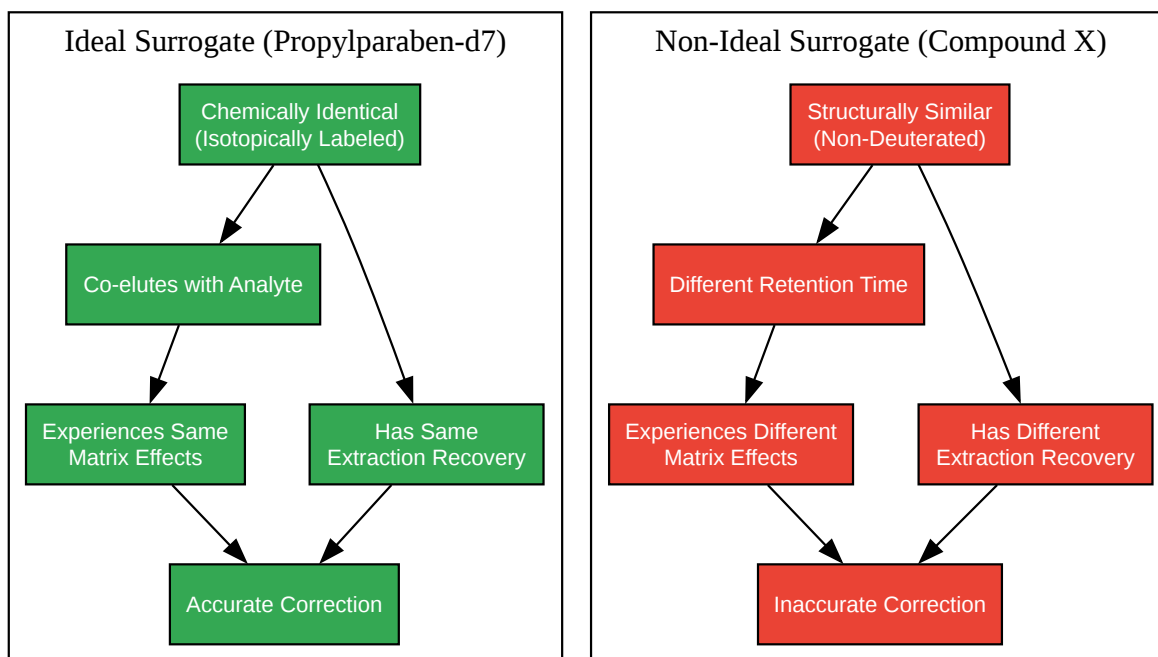 Ideal Surrogate (Propylparaben-d7)
Chemically Identical
(Isotopically Labeled)
Co-elutes with Analyte
Experiences Same
Matrix Effects
Has Same
Extraction Recovery
Accurate Correction
Non-Ideal Surrogate (Compound X)
Structurally Similar
(Non-Deuterated)
Different Retention Time
Experiences Different
Matrix Effects
Has Different
Extraction Recovery
Inaccurate Correction